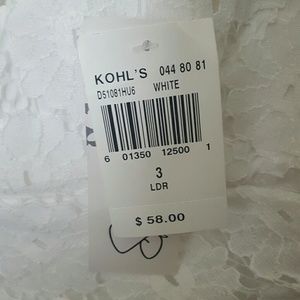 KOHL'S 044 80 81
D51081HU6 WHITE
6 01350 12500 1
3
LDR
$ 58.00